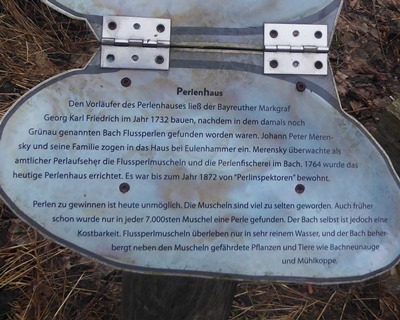 Perlenhaus
Den Vorläufer des Perlenhauses ließ der Bayreuther Markgraf
Georg Karl Friedrich im Jahr 1732 bauen, nachdem in dem damals noch
Grünau genannten Bach Flussperlen gefunden worden waren. Johann Peter Meren-
sky und seine Familie zogen in das Haus bei Eulenhammer ein. Merensky überwachte als
amtlicher Perlaufseher die Flussperlmuscheln und die Perlenfischerei im Bach. 1764 wurde das
heutige Perlenhaus errichtet. Es war bis zum Jahr 1872 von "Perlinspektoren" bewohnt.
Perlen zu gewinnen ist heute unmöglich. Die Muscheln sind viel zu selten geworden. Auch früher
schon wurde nur in jeder 7.000sten Muschel eine Perle gefunden. Der Bach selbst ist jedoch eine
Kostbarkeit. Flussperlmuscheln überleben nur in sehr reinem Wasser, und der Bach beher-
bergt neben den Muscheln gefährdete Pflanzen und Tiere wie Bachneunauge
und Mühlkoppe.